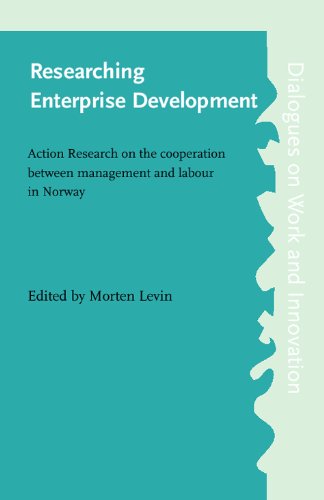 Researching
Enterprise Development
Action Research on the cooperation
between management and labour
in Norway
Edited by Morten Levin
Dialogues on Work and Innovation